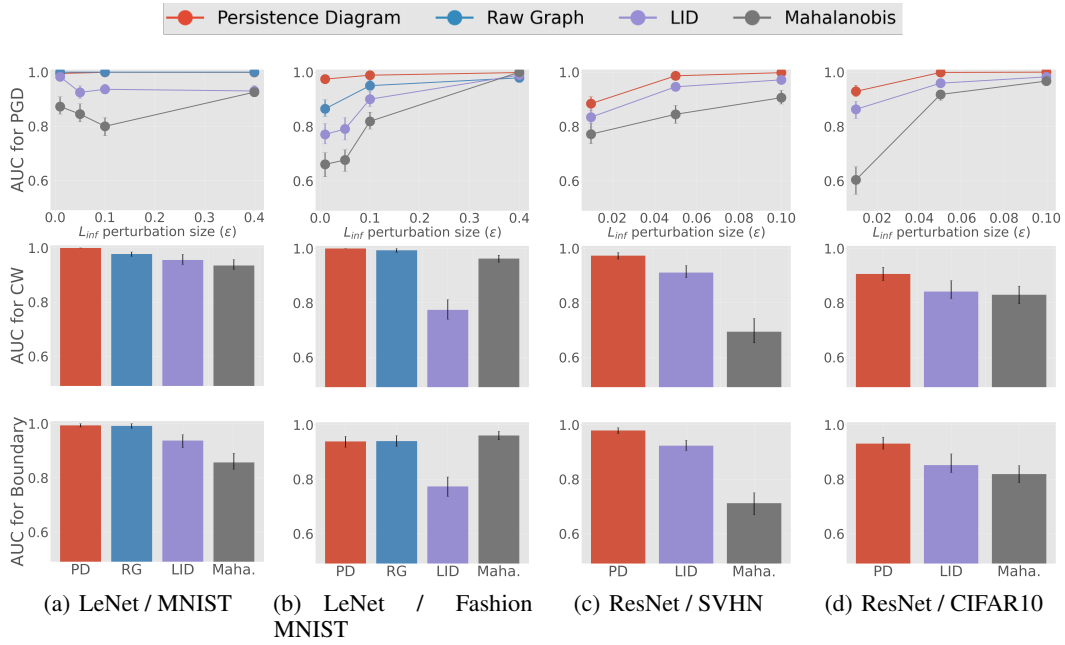 Persistence Diagram Raw Graph LID Mahalanobis
AUC for PGD
1.0
0.8
0.6
0.0 0.1 0.2 0.3 0.4
L_inf perturbation size (ε)
1.0
0.8
0.6
0.0 0.1 0.2 0.3 0.4
L_inf perturbation size (ε)
1.0
0.8
0.6
0.02 0.04 0.06 0.08 0.10
L_inf perturbation size (ε)
1.0
0.8
0.6
0.02 0.04 0.06 0.08 0.10
L_inf perturbation size (ε)
AUC for CW
1.0
0.8
0.6
1.0
0.8
0.6
1.0
0.8
0.6
1.0
0.8
0.6
AUC for Boundary
1.0
0.8
0.6
PD RG LID Maha.
1.0
0.8
0.6
PD RG LID Maha.
1.0
0.8
0.6
PD LID Maha.
1.0
0.8
0.6
PD LID Maha.
(a) LeNet / MNIST
(b) LeNet / Fashion
MNIST
(c) ResNet / SVHN
(d) ResNet / CIFAR10